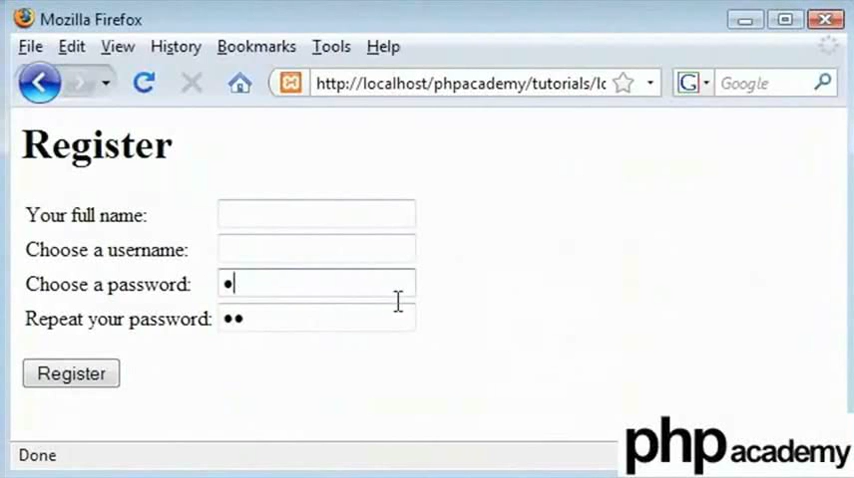 Mozilla Firefox
File Edit View History Bookmarks Tools Help
http://localhost/phpacademy/tutorials/lo Google
Register
Your full name:
Choose a username:
Choose a password: •
Repeat your password: ••
Register
Done
php academy